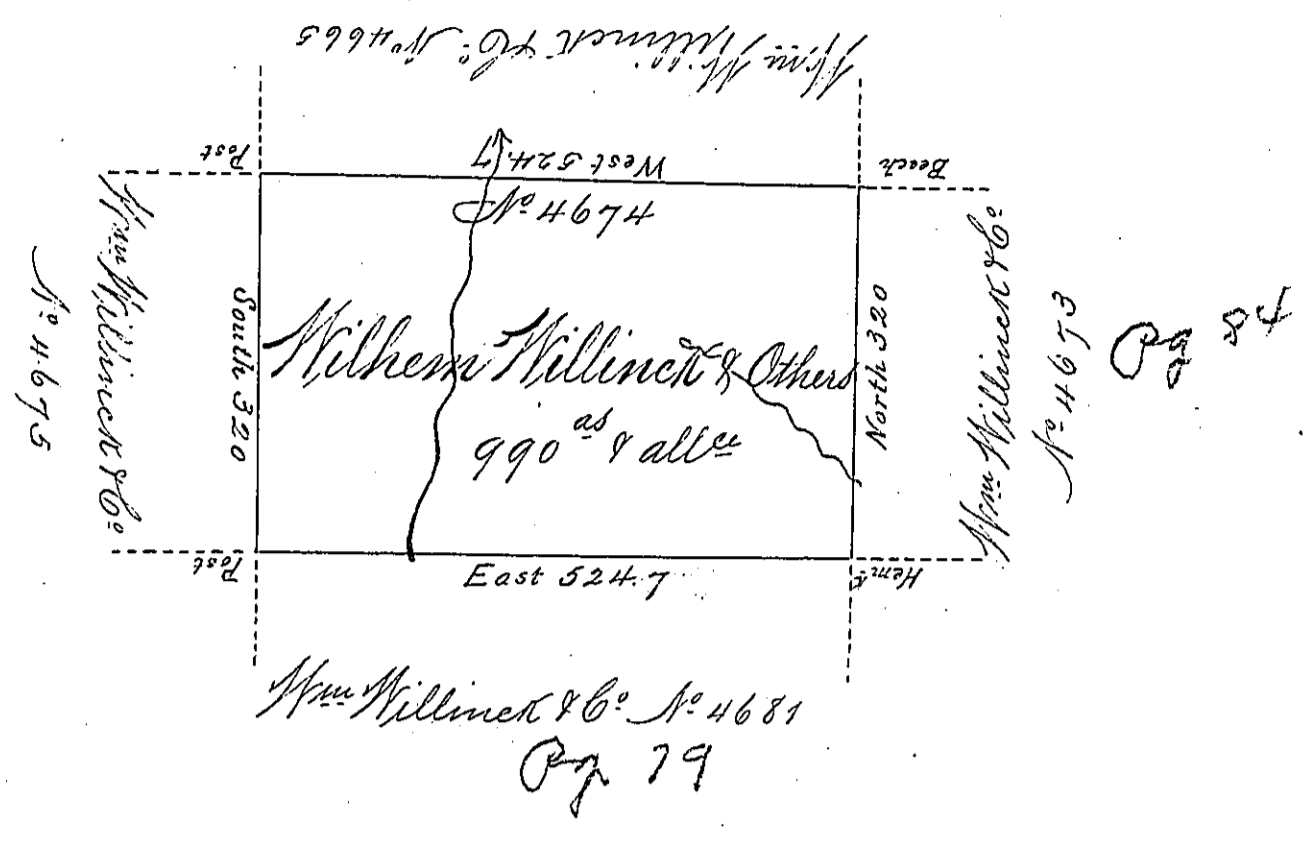 Wm Willinck & Co. No 4665
Post
West 524.7
Beach
No 4674
Wm Willinck & Co
No 4675
South 320
Wilhem Willinck & Others
990 as & allce
North 320
Wm Willinck & Co
No 4673
Pg 84
Post
East 524.7
Hemk
Wm Willinck & Co No 4681
Pg 79